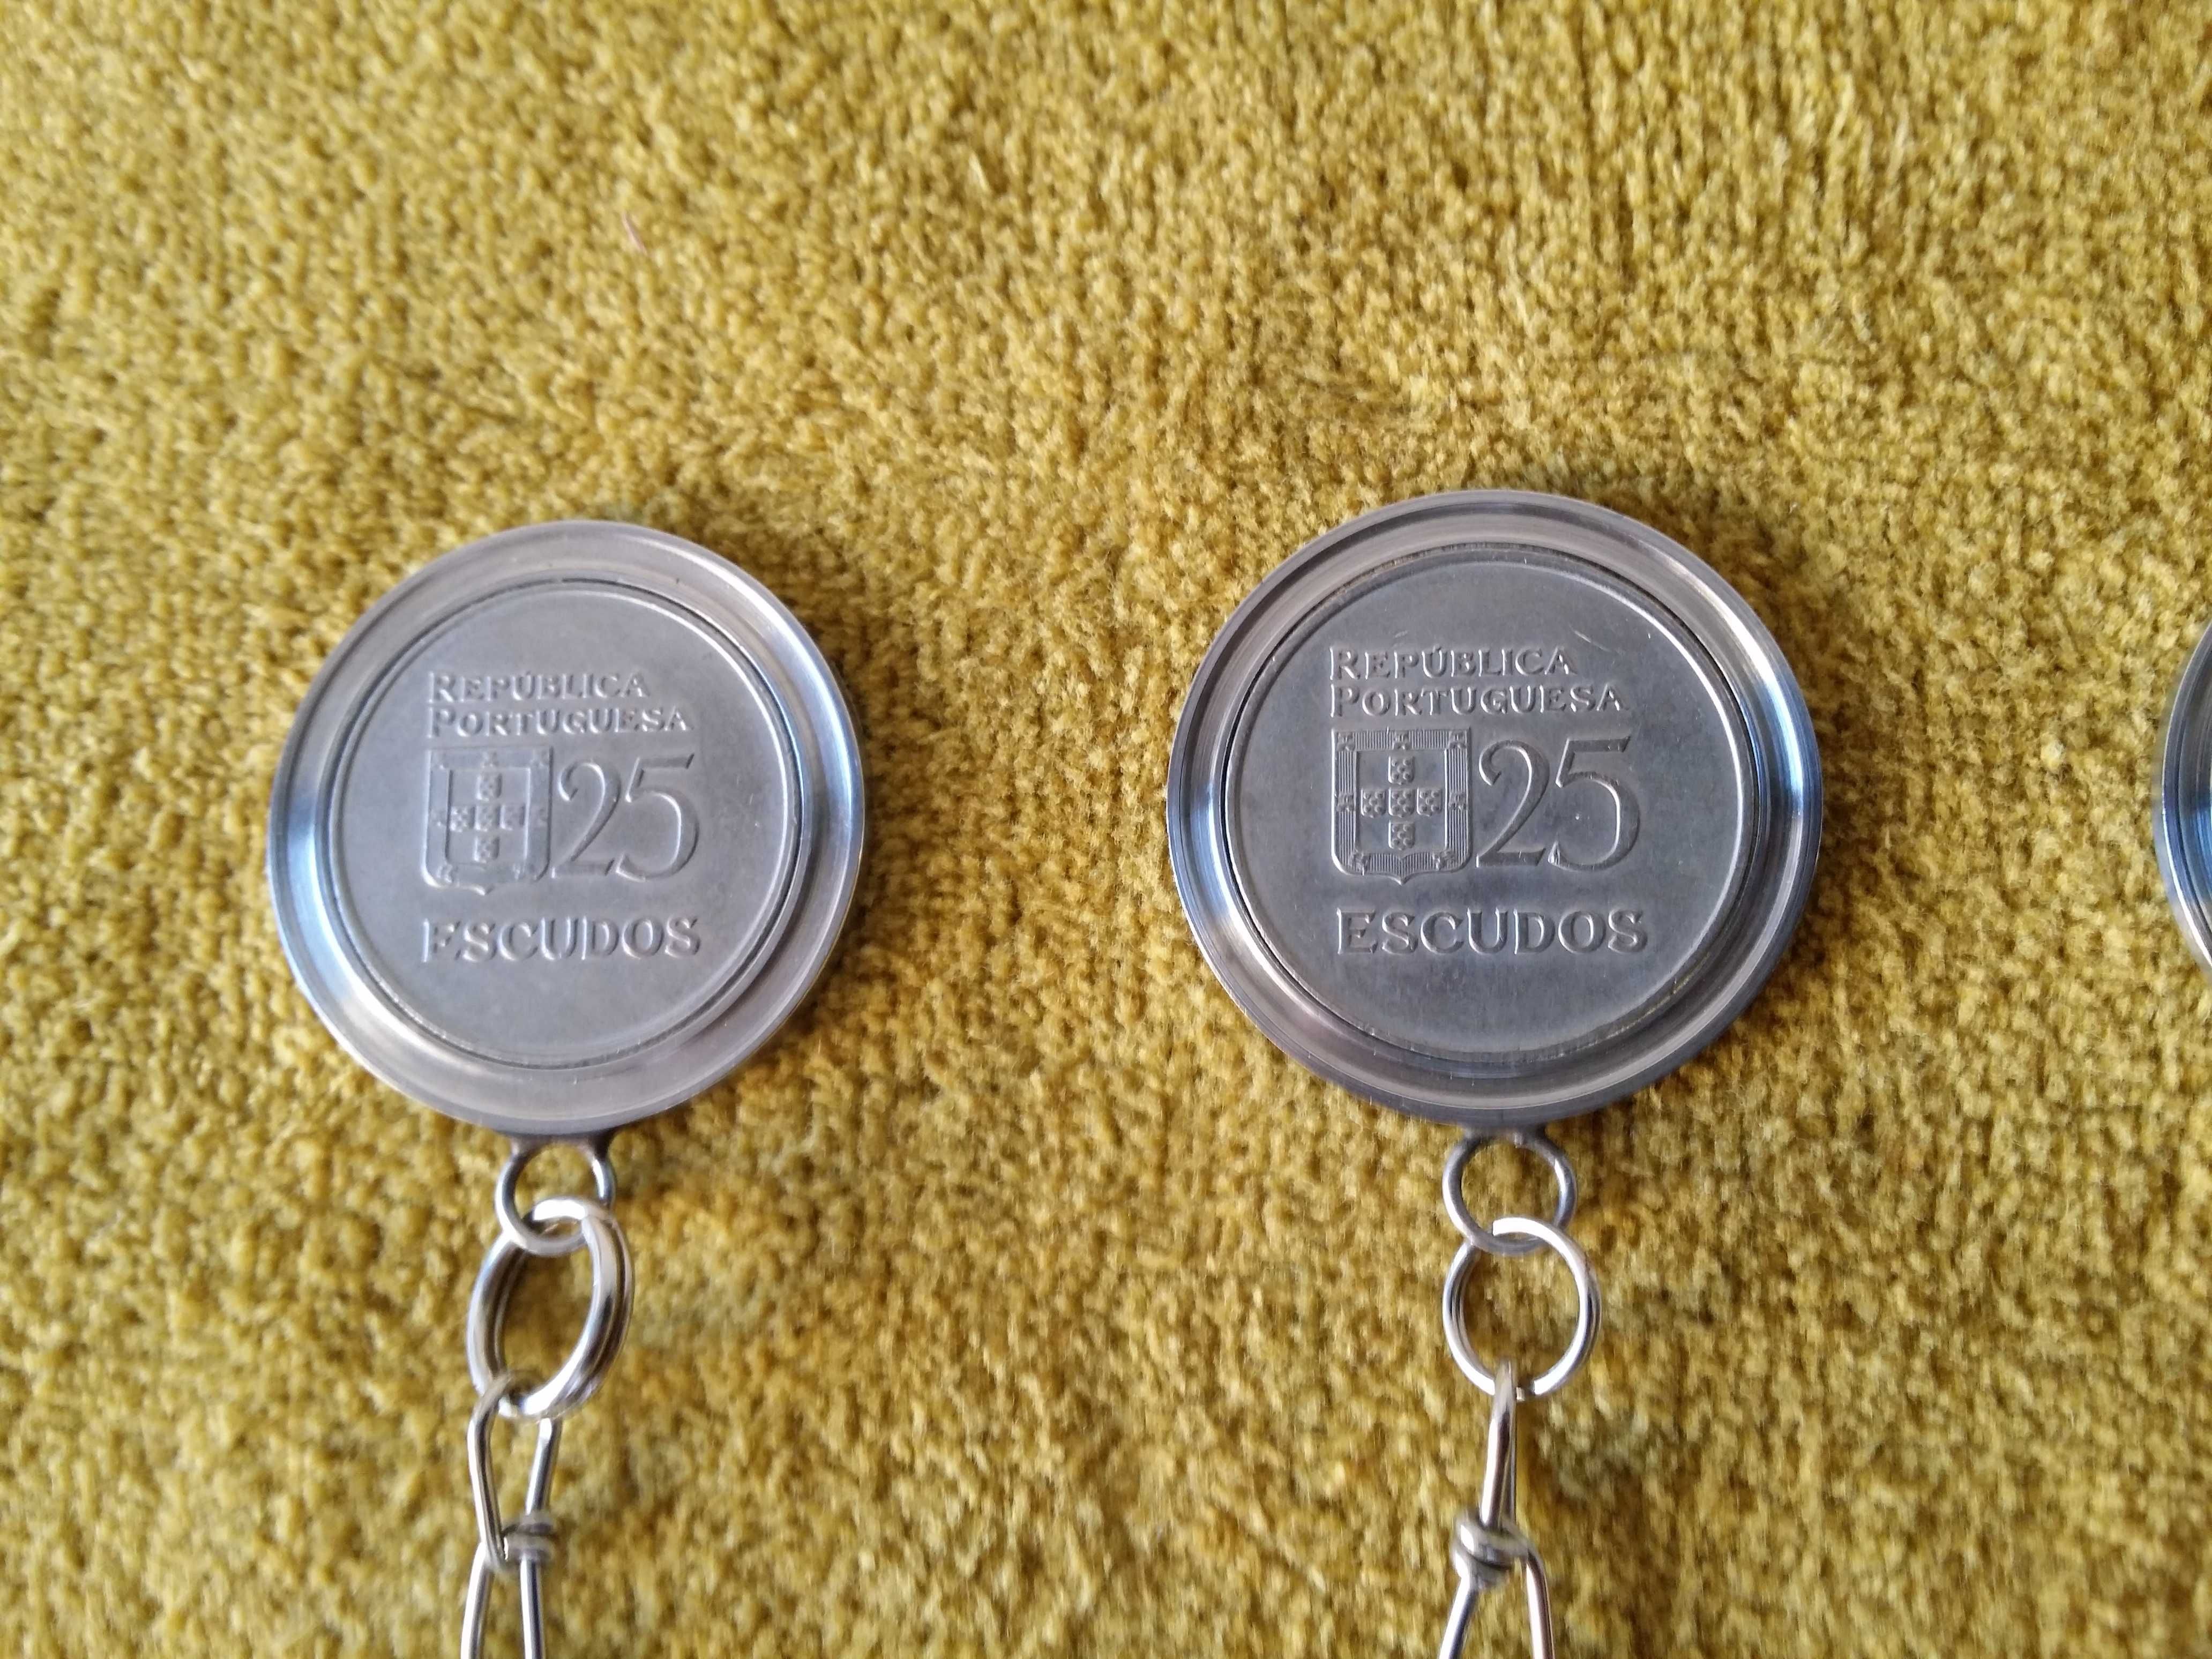 REPÚBLICA
PORTUGUESA
25
ESCUDOS
REPÚBLICA
PORTUGUESA
25
ESCUDOS